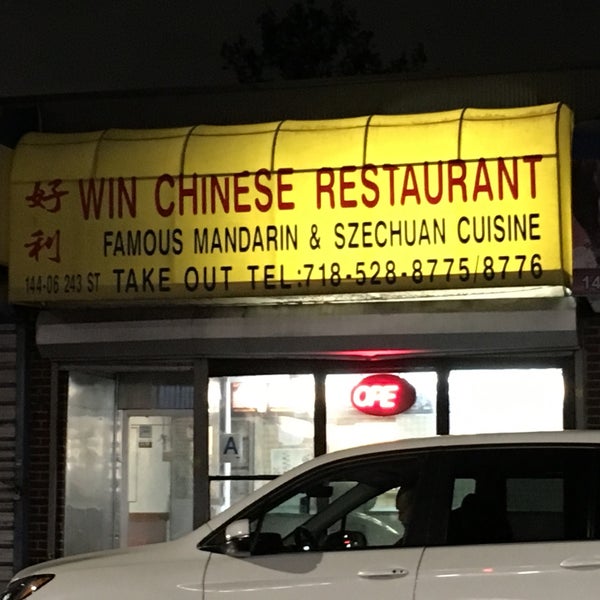 好利
WIN CHINESE RESTAURANT
FAMOUS MANDARIN & SZECHUAN CUISINE
144-06 243 ST TAKE OUT TEL:718-528-8775/8776
OPE
A
14